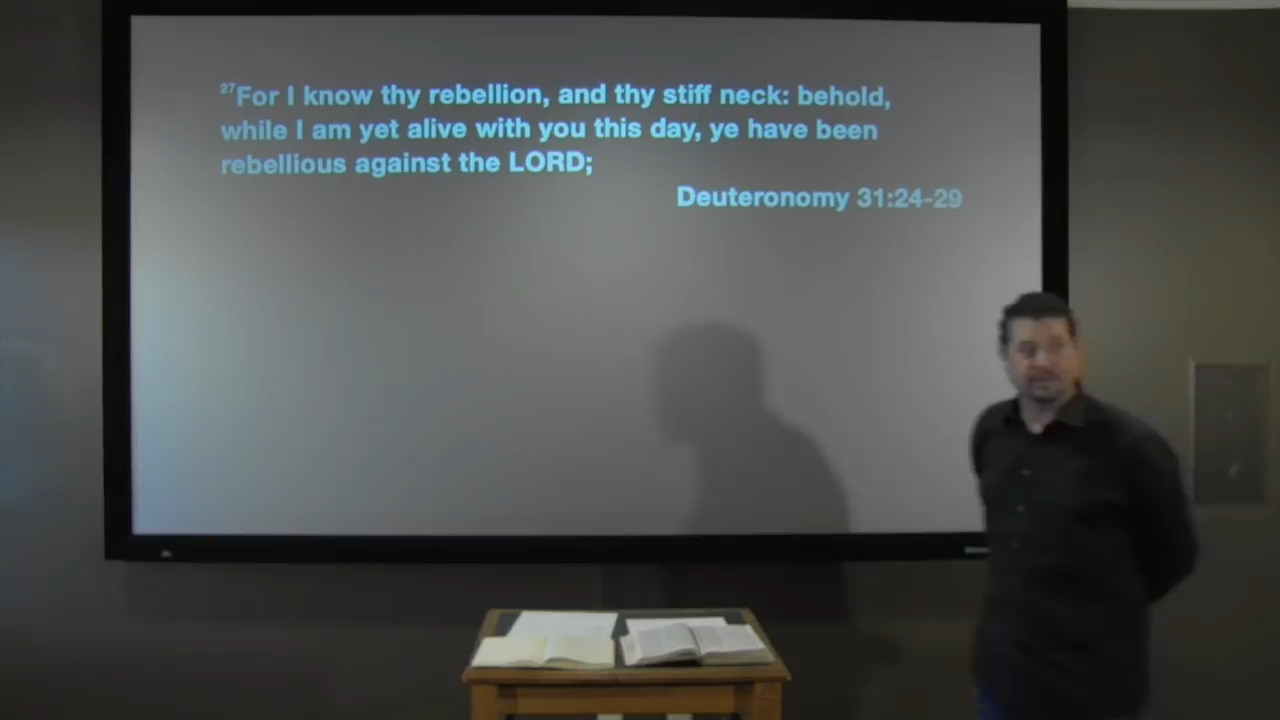 ²⁷For I know thy rebellion, and thy stiff neck: behold,
while I am yet alive with you this day, ye have been
rebellious against the LORD;
Deuteronomy 31:24-29